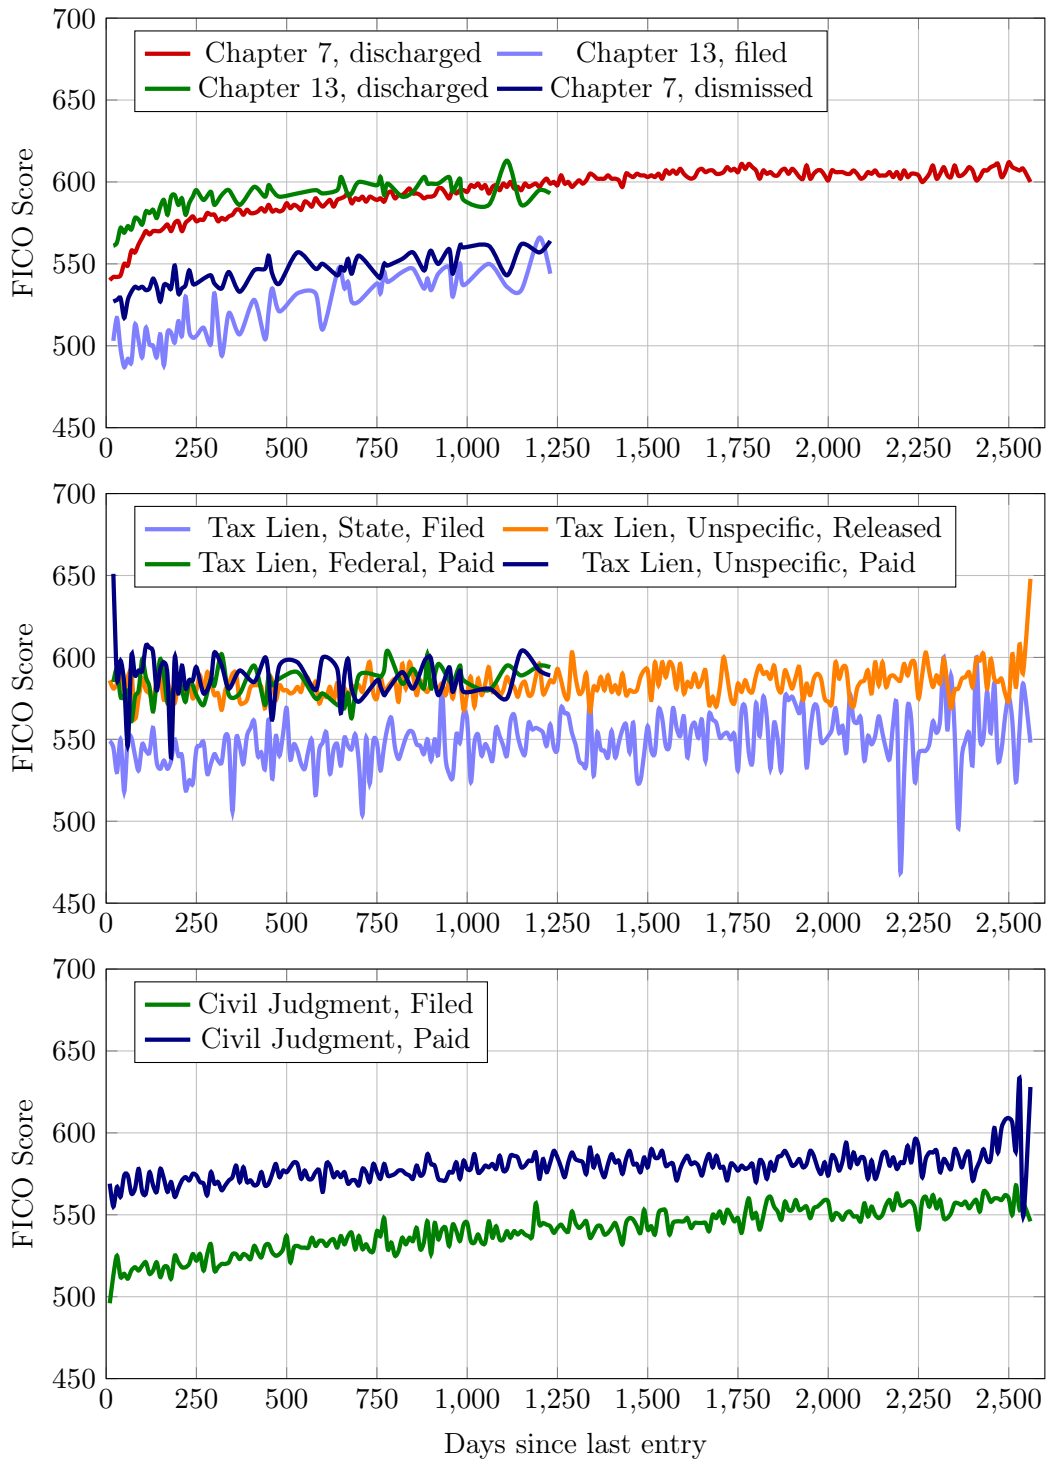 700
650
600
550
500
450
FICO Score
Chapter 7, discharged
Chapter 13, filed
Chapter 13, discharged
Chapter 7, dismissed
0 250 500 750 1,000 1,250 1,500 1,750 2,000 2,250 2,500
700
650
600
550
500
450
FICO Score
Tax Lien, State, Filed
Tax Lien, Unspecific, Released
Tax Lien, Federal, Paid
Tax Lien, Unspecific, Paid
0 250 500 750 1,000 1,250 1,500 1,750 2,000 2,250 2,500
700
650
600
550
500
450
FICO Score
Civil Judgment, Filed
Civil Judgment, Paid
0 250 500 750 1,000 1,250 1,500 1,750 2,000 2,250 2,500
Days since last entry